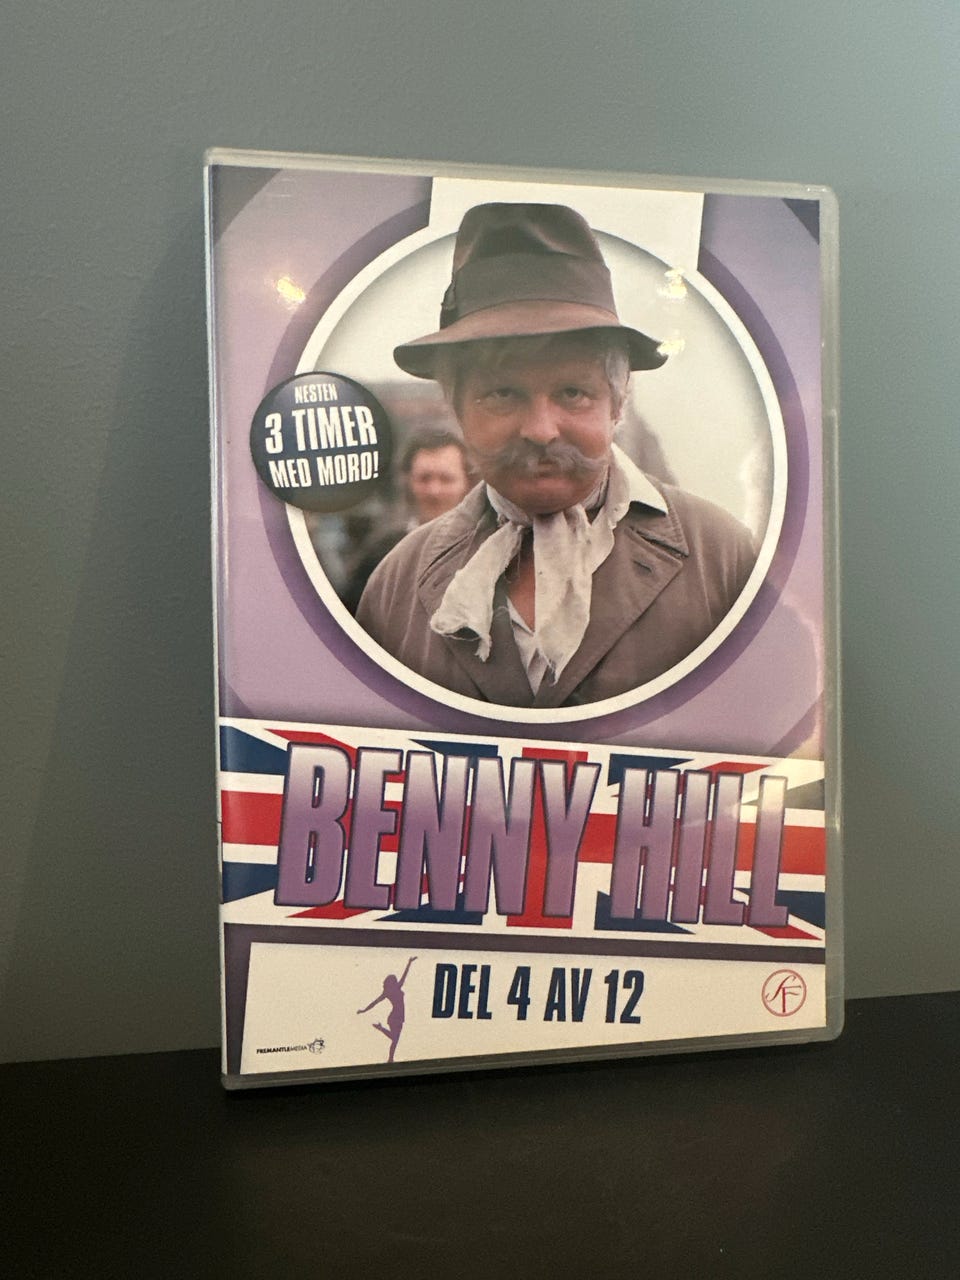 NESTEN
3 TIMER
MED MORO!
BENNY HILL
DEL 4 AV 12
FREMANTLEMEDIA
SF